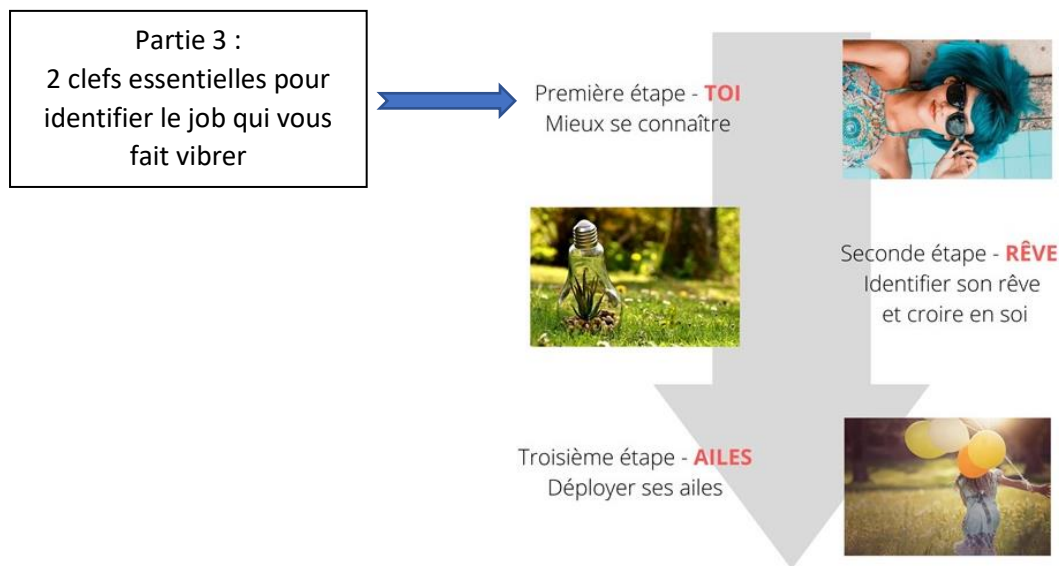 Partie 3 :
2 clefs essentielles pour
identifier le job qui vous
fait vibrer
Première étape - TOI
Mieux se connaître
Seconde étape - RÊVE
Identifier son rêve
et croire en soi
Troisième étape - AILES
Déployer ses ailes